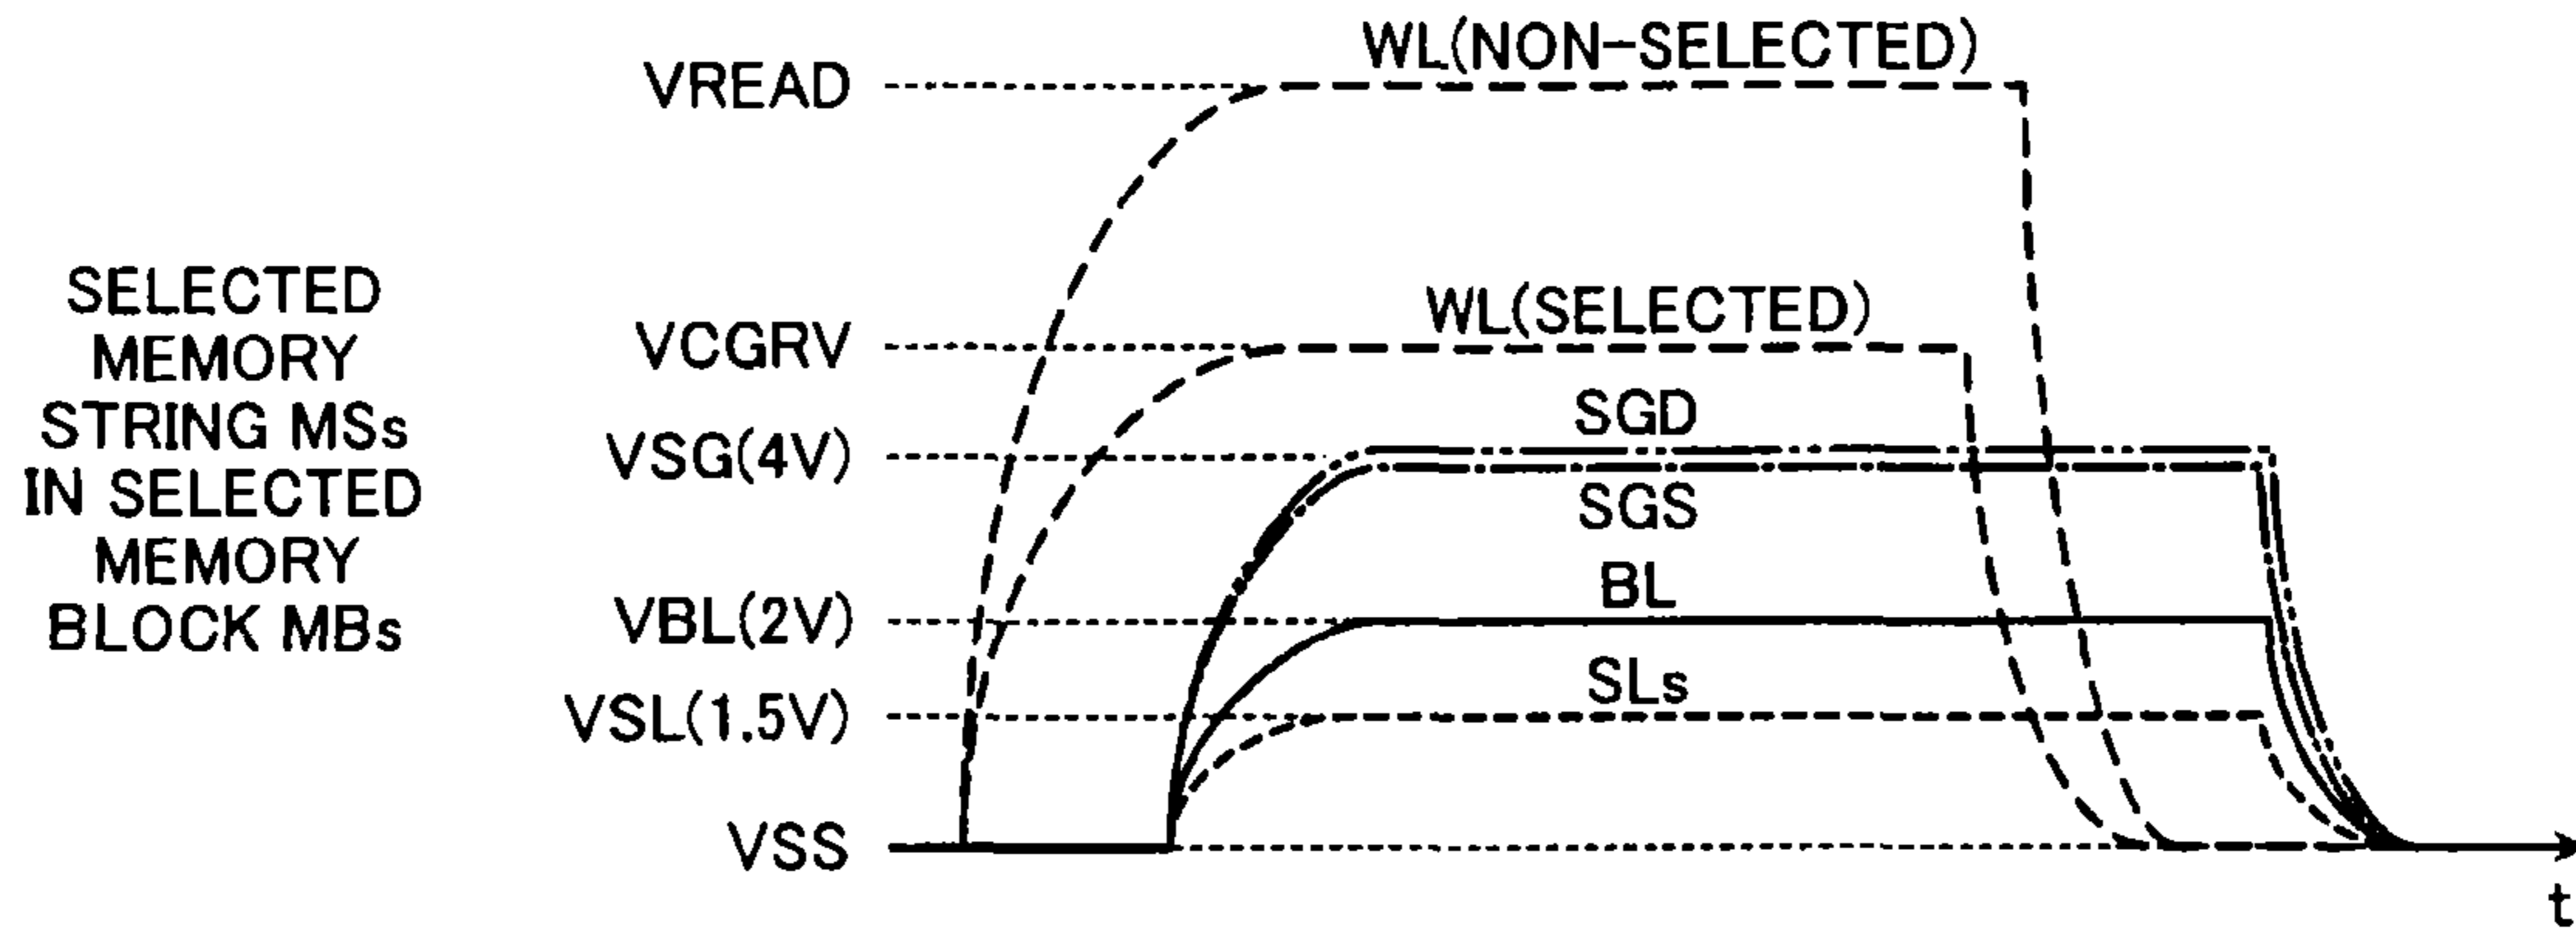 SELECTED
MEMORY
STRING MSs
IN SELECTED
MEMORY
BLOCK MBs
VREAD
VCGRV
VSG(4V)
VBL(2V)
VSL(1.5V)
VSS
WL(NON-SELECTED)
WL(SELECTED)
SGD
SGS
BL
SLs
t